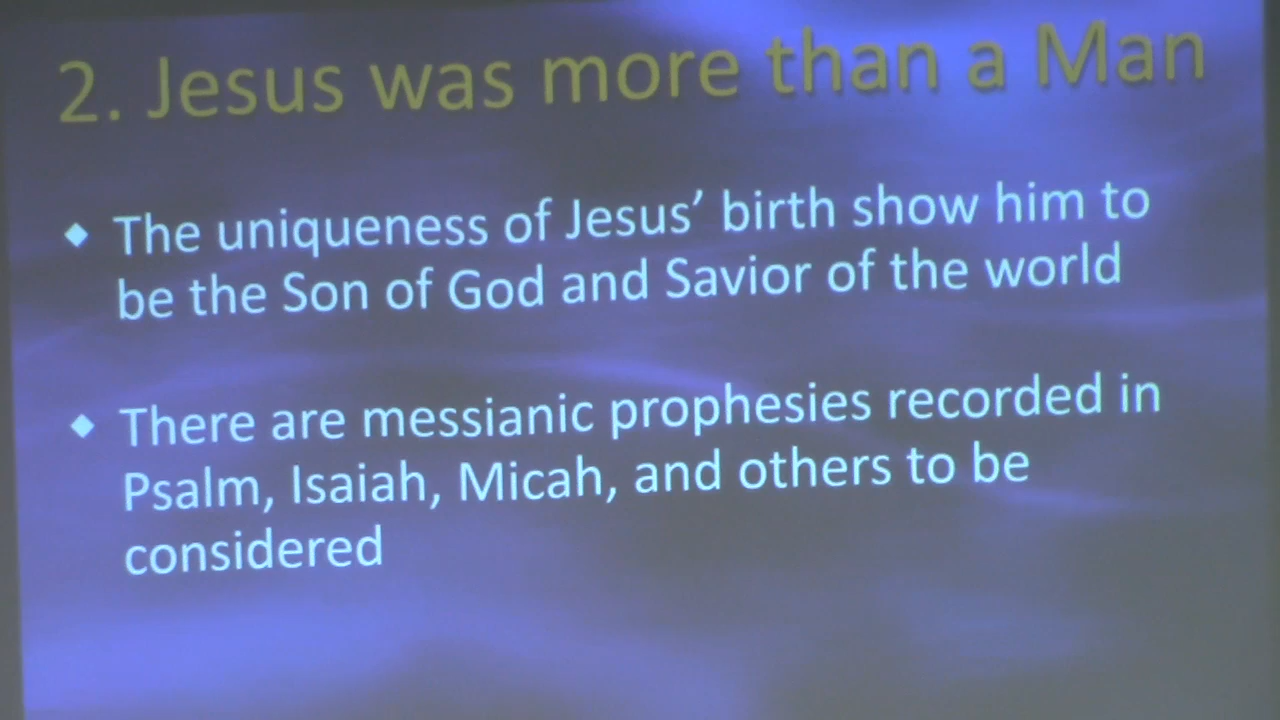 2. Jesus was more than a Man
The uniqueness of Jesus’ birth show him to
be the Son of God and Savior of the world
There are messianic prophesies recorded in
Psalm, Isaiah, Micah, and others to be
considered